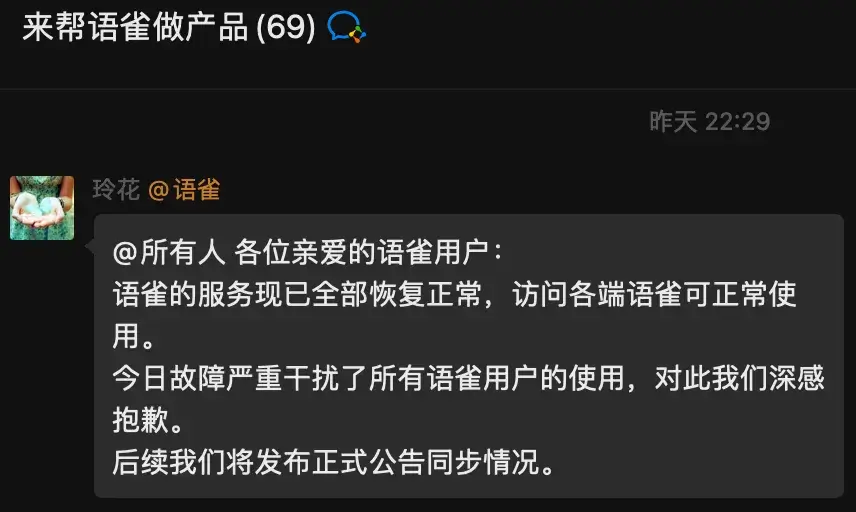 来帮语雀做产品(69)
昨天 22:29
玲花 @语雀
@所有人 各位亲爱的语雀用户：
语雀的服务现已全部恢复正常，访问各端语雀可正常使
用。
今日故障严重干扰了所有语雀用户的使用，对此我们深感
抱歉。
后续我们将发布正式公告同步情况。